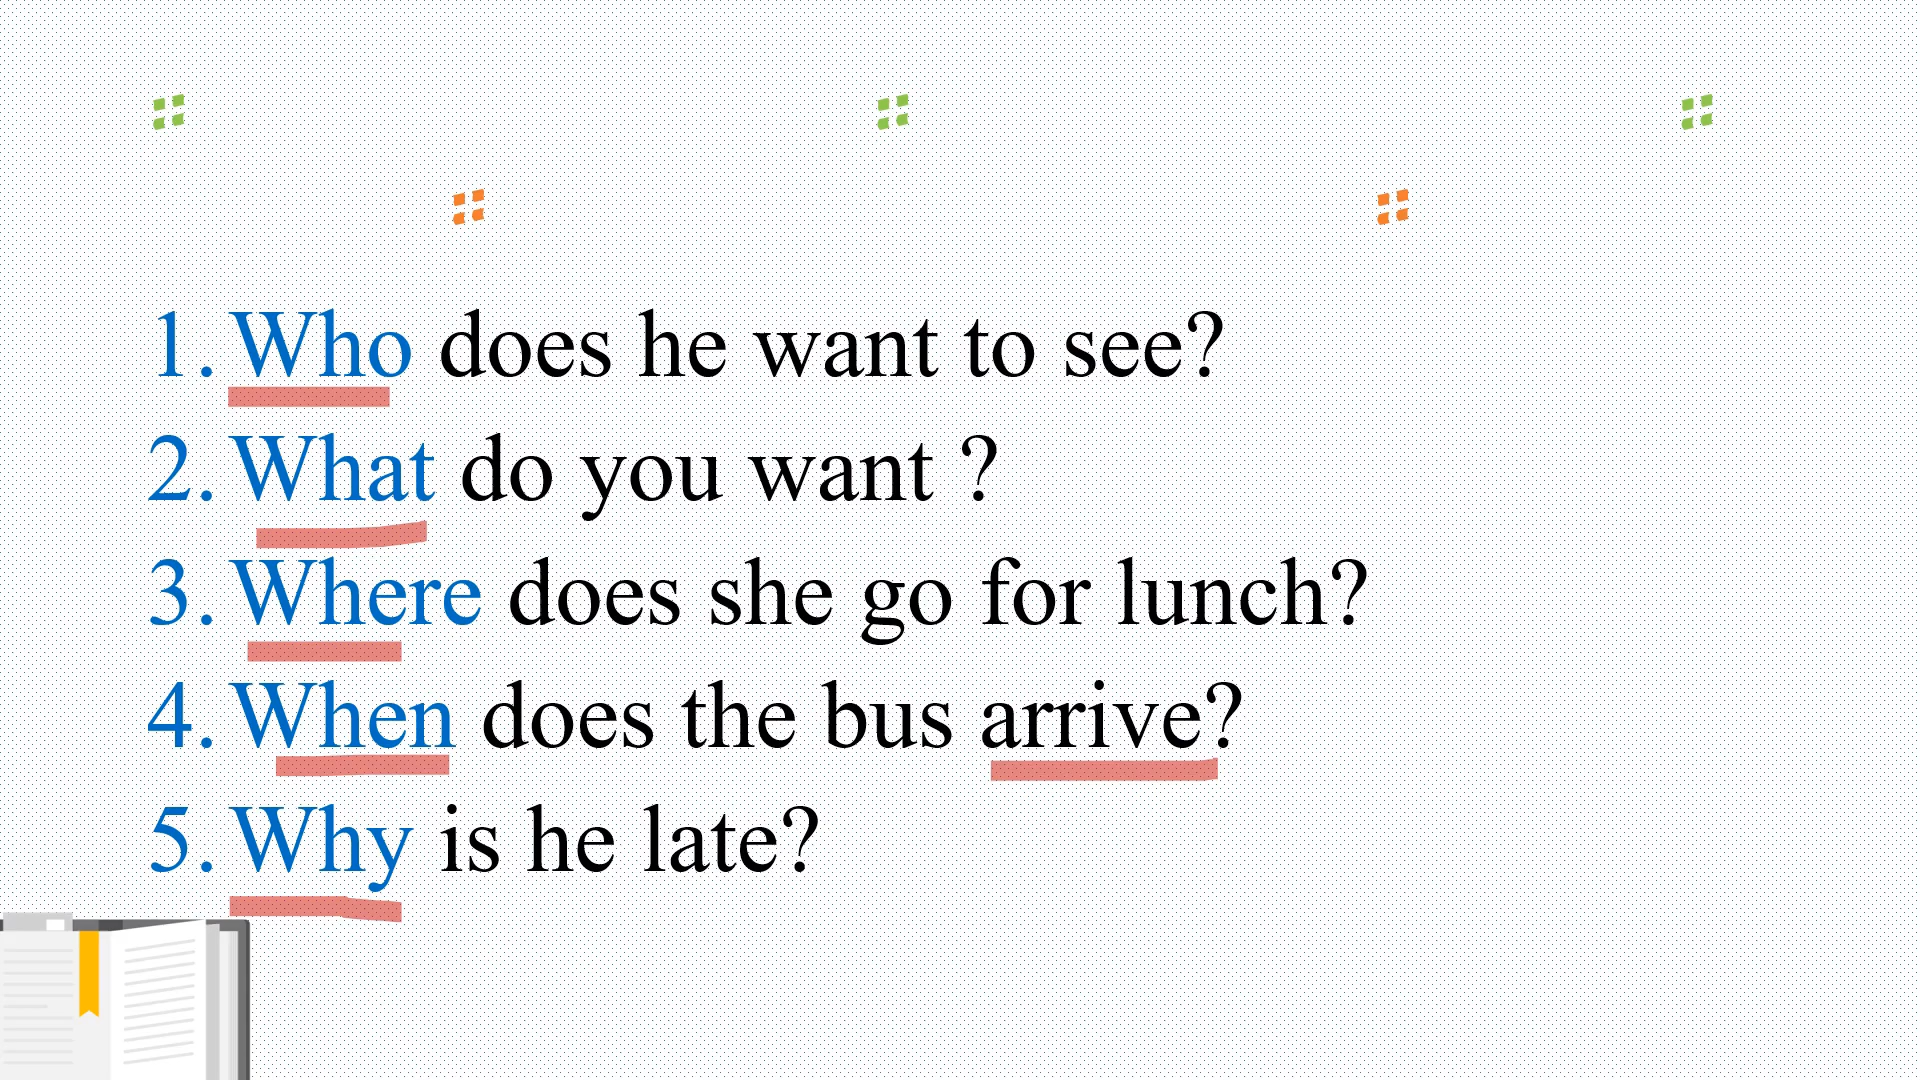 1. Who does he want to see?
2. What do you want ?
3. Where does she go for lunch?
4. When does the bus arrive?
5. Why is he late?